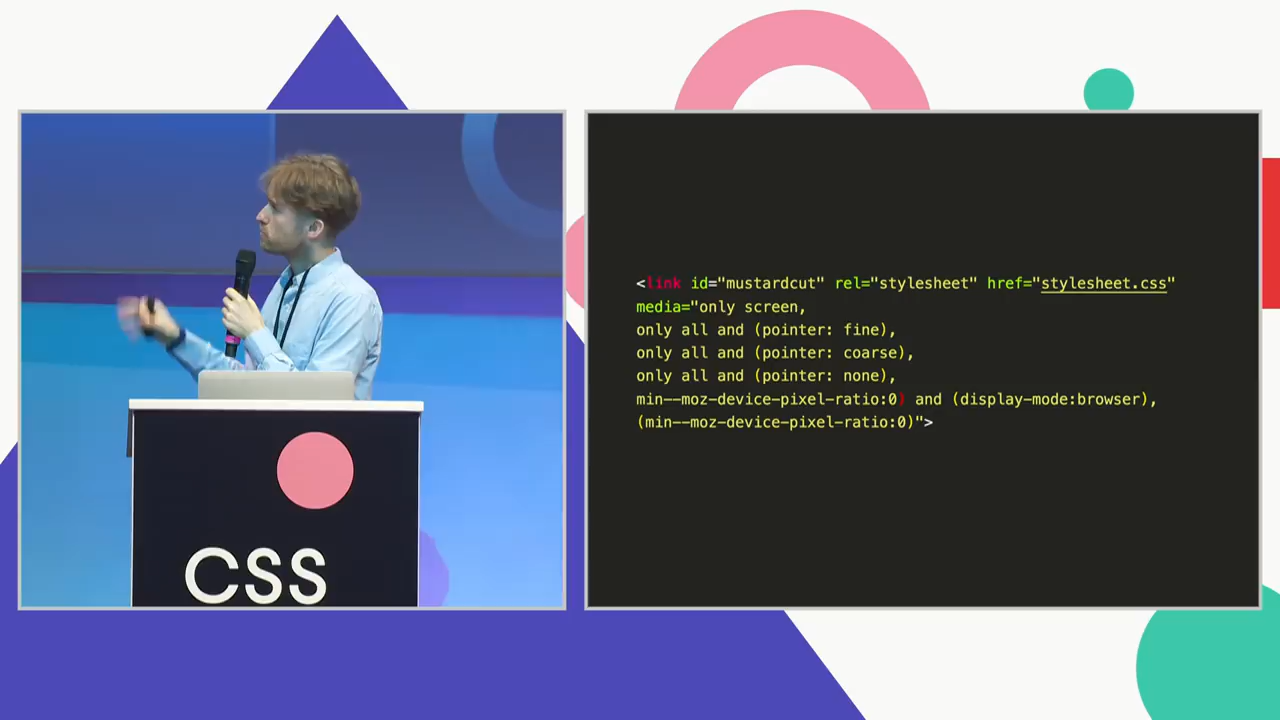 <link id="mustardcut" rel="stylesheet" href="stylesheet.css"
media="only screen,
only all and (pointer: fine),
only all and (pointer: coarse),
only all and (pointer: none),
min--moz-device-pixel-ratio:0) and (display-mode:browser),
(min--moz-device-pixel-ratio:0)">
CSS